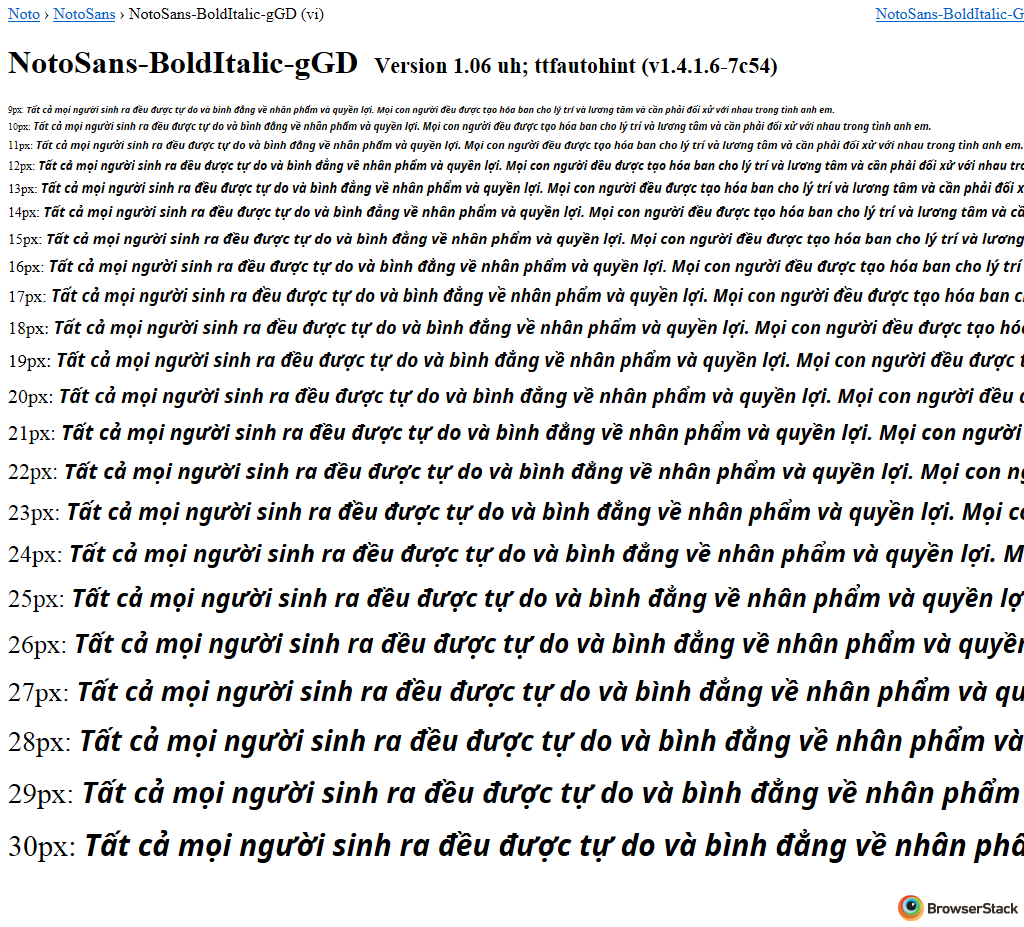 Noto › NotoSans › NotoSans-BoldItalic-gGD (vi) NotoSans-BoldItalic-G
NotoSans-BoldItalic-gGD Version 1.06 uh; ttfautohint (v1.4.1.6-7c54)
9px: Tất cả mọi người sinh ra đều được tự do và bình đẳng về nhân phẩm và quyền lợi. Mọi con người đều được tạo hóa ban cho lý trí và lương tâm và cần phải đối xử với nhau trong tình anh em.
10px: Tất cả mọi người sinh ra đều được tự do và bình đẳng về nhân phẩm và quyền lợi. Mọi con người đều được tạo hóa ban cho lý trí và lương tâm và cần phải đối xử với nhau trong tình anh em.
11px: Tất cả mọi người sinh ra đều được tự do và bình đẳng về nhân phẩm và quyền lợi. Mọi con người đều được tạo hóa ban cho lý trí và lương tâm và cần phải đối xử với nhau trong tình anh em.
12px: Tất cả mọi người sinh ra đều được tự do và bình đẳng về nhân phẩm và quyền lợi. Mọi con người đều được tạo hóa ban cho lý trí và lương tâm và cần phải đối xử với nhau tro
13px: Tất cả mọi người sinh ra đều được tự do và bình đẳng về nhân phẩm và quyền lợi. Mọi con người đều được tạo hóa ban cho lý trí và lương tâm và cần phải đối x
14px: Tất cả mọi người sinh ra đều được tự do và bình đẳng về nhân phẩm và quyền lợi. Mọi con người đều được tạo hóa ban cho lý trí và lương tâm và cầ
15px: Tất cả mọi người sinh ra đều được tự do và bình đẳng về nhân phẩm và quyền lợi. Mọi con người đều được tạo hóa ban cho lý trí và lương
16px: Tất cả mọi người sinh ra đều được tự do và bình đẳng về nhân phẩm và quyền lợi. Mọi con người đều được tạo hóa ban cho lý trí
17px: Tất cả mọi người sinh ra đều được tự do và bình đẳng về nhân phẩm và quyền lợi. Mọi con người đều được tạo hóa ban c
18px: Tất cả mọi người sinh ra đều được tự do và bình đẳng về nhân phẩm và quyền lợi. Mọi con người đều được tạo hó
19px: Tất cả mọi người sinh ra đều được tự do và bình đẳng về nhân phẩm và quyền lợi. Mọi con người đều được t
20px: Tất cả mọi người sinh ra đều được tự do và bình đẳng về nhân phẩm và quyền lợi. Mọi con người đều
21px: Tất cả mọi người sinh ra đều được tự do và bình đẳng về nhân phẩm và quyền lợi. Mọi con người
22px: Tất cả mọi người sinh ra đều được tự do và bình đẳng về nhân phẩm và quyền lợi. Mọi con ng
23px: Tất cả mọi người sinh ra đều được tự do và bình đẳng về nhân phẩm và quyền lợi. Mọi c
24px: Tất cả mọi người sinh ra đều được tự do và bình đẳng về nhân phẩm và quyền lợi. M
25px: Tất cả mọi người sinh ra đều được tự do và bình đẳng về nhân phẩm và quyền lợ
26px: Tất cả mọi người sinh ra đều được tự do và bình đẳng về nhân phẩm và quyền
27px: Tất cả mọi người sinh ra đều được tự do và bình đẳng về nhân phẩm và qu
28px: Tất cả mọi người sinh ra đều được tự do và bình đẳng về nhân phẩm và
29px: Tất cả mọi người sinh ra đều được tự do và bình đẳng về nhân phẩm
30px: Tất cả mọi người sinh ra đều được tự do và bình đẳng về nhân phẩ
BrowserStack